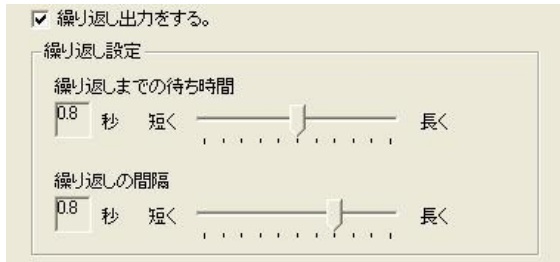 繰り返し出力をする。
繰り返し設定
繰り返しまでの待ち時間
0.8 秒 短く 長く
繰り返しの間隔
0.8 秒 短く 長く